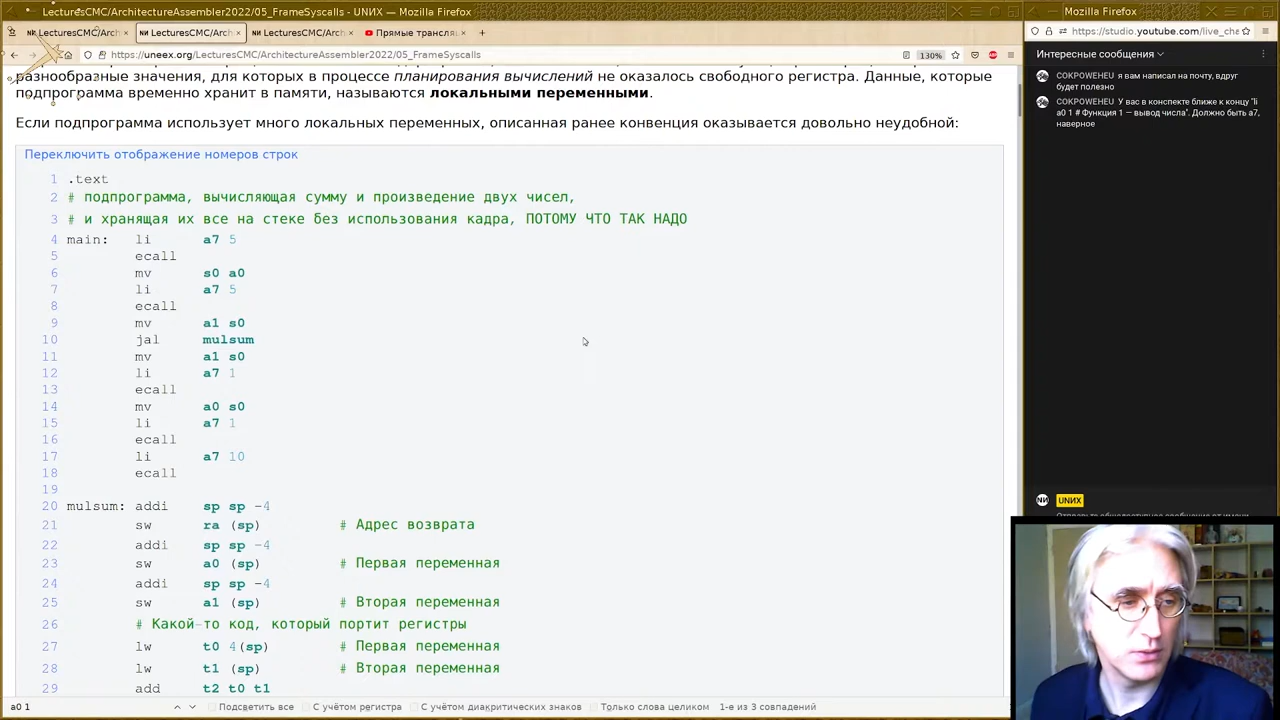 LecturesCMC/ArchitectureAssembler2022/05_FrameSyscalls - UNИX — Mozilla Firefox
Mozilla Firefox
LecturesCMC/Arch
LecturesCMC/Arch
LecturesCMC/Arch
Прямые трансляц
https://uneex.org/LecturesCMC/ArchitectureAssembler2022/05_FrameSyscalls
130%
https://studio.youtube.com/live_cha
разнообразные значения, для которых в процессе планирования вычислений не оказалось свободного регистра. Данные, которые
подпрограмма временно хранит в памяти, называются локальными переменными.
Если подпрограмма использует много локальных переменных, описанная ранее конвенция оказывается довольно неудобной:
Переключить отображение номеров строк
1 .text
2 # подпрограмма, вычисляющая сумму и произведение двух чисел,
3 # и хранящая их все на стеке без использования кадра, ПОТОМУ ЧТО ТАК НАДО
4 main: li a7 5
5 ecall
6 mv s0 a0
7 li a7 5
8 ecall
9 mv a1 s0
10 jal mulsum
11 mv a1 s0
12 li a7 1
13 ecall
14 mv a0 s0
15 li a7 1
16 ecall
17 li a7 10
18 ecall
19
20 mulsum: addi sp sp -4
21 sw ra (sp) # Адрес возврата
22 addi sp sp -4
23 sw a0 (sp) # Первая переменная
24 addi sp sp -4
25 sw a1 (sp) # Вторая переменная
26 # Какой-то код, который портит регистры
27 lw t0 4(sp) # Первая переменная
28 lw t1 (sp) # Вторая переменная
29 add t2 t0 t1
a0 1
Подсветить все
С учётом регистра
С учётом диакритических знаков
Только слова целиком
1-е из 3 совпадений
Интересные сообщения
COKPOWEHEU я вам написал на почту, вдруг
будет полезно
COKPOWEHEU У вас в конспекте ближе к концу "li
a0 1 # Функция 1 — вывод числа". Должно быть a7,
наверное
UNИX